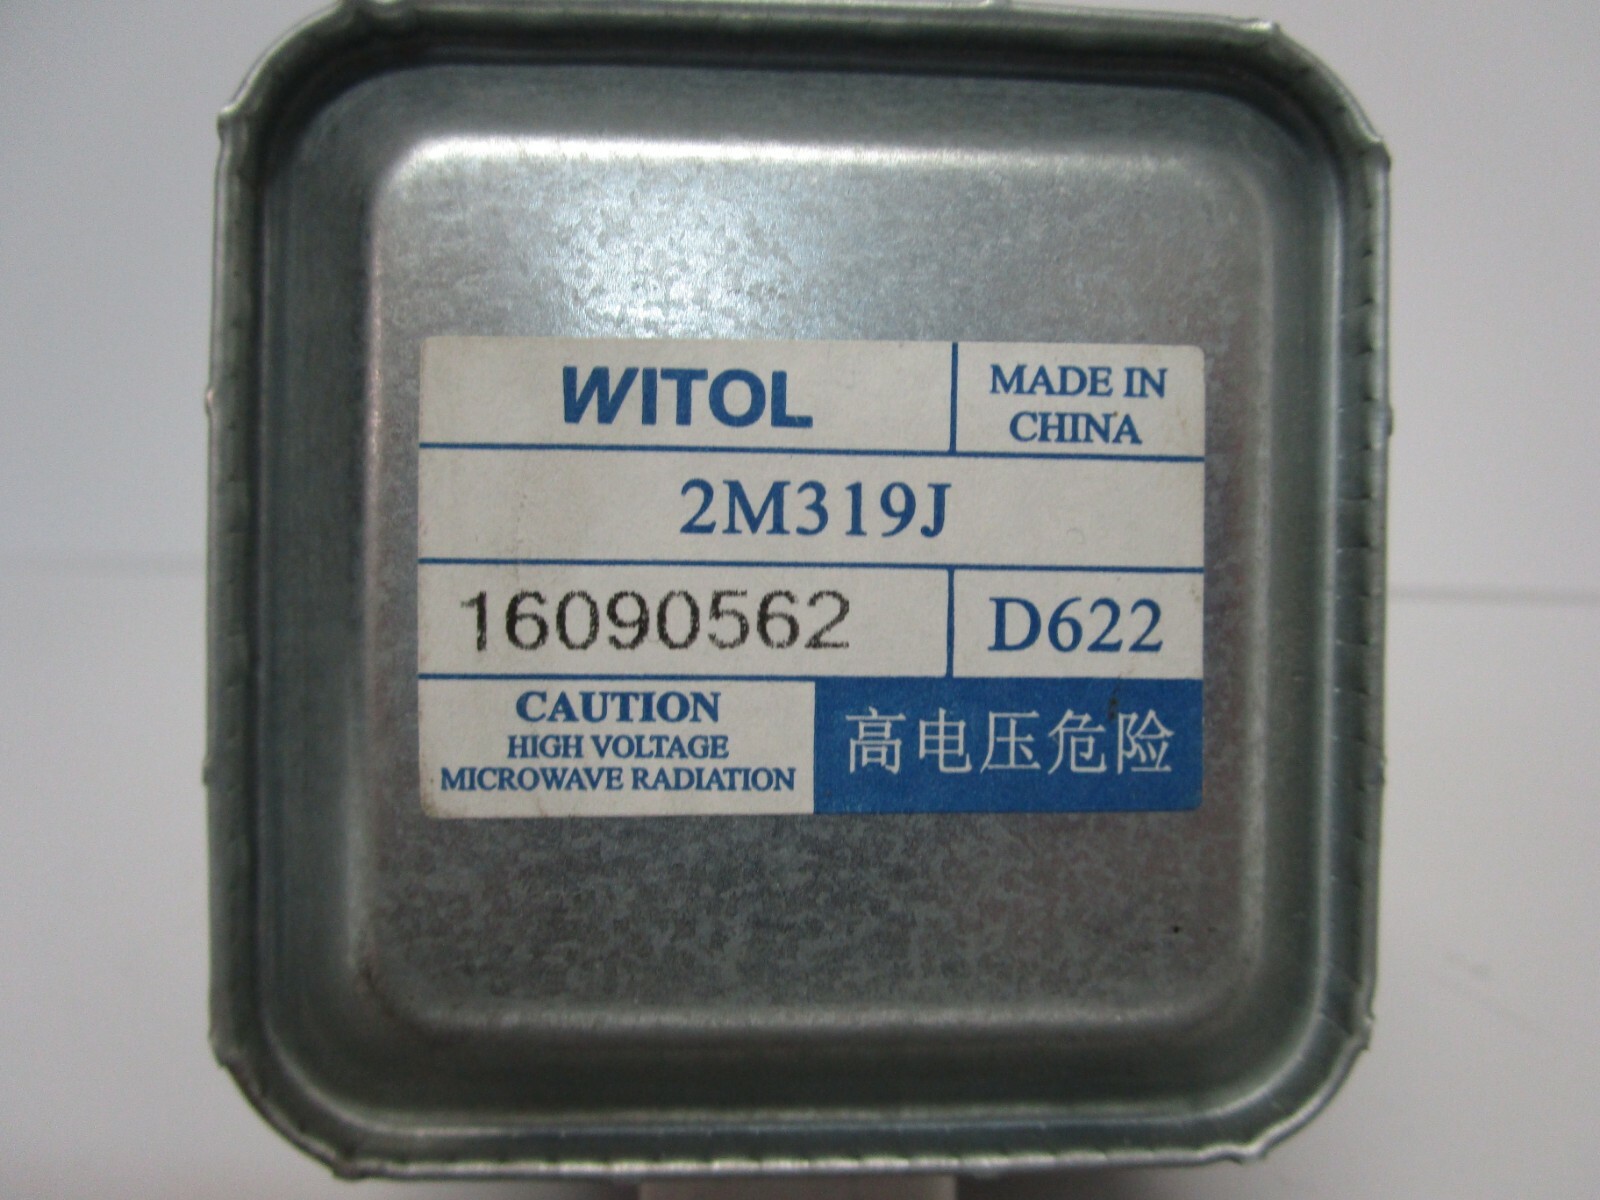 WITOL
MADE IN
CHINA
2M319J
16090562
D622
CAUTION
HIGH VOLTAGE
MICROWAVE RADIATION
高电压危险